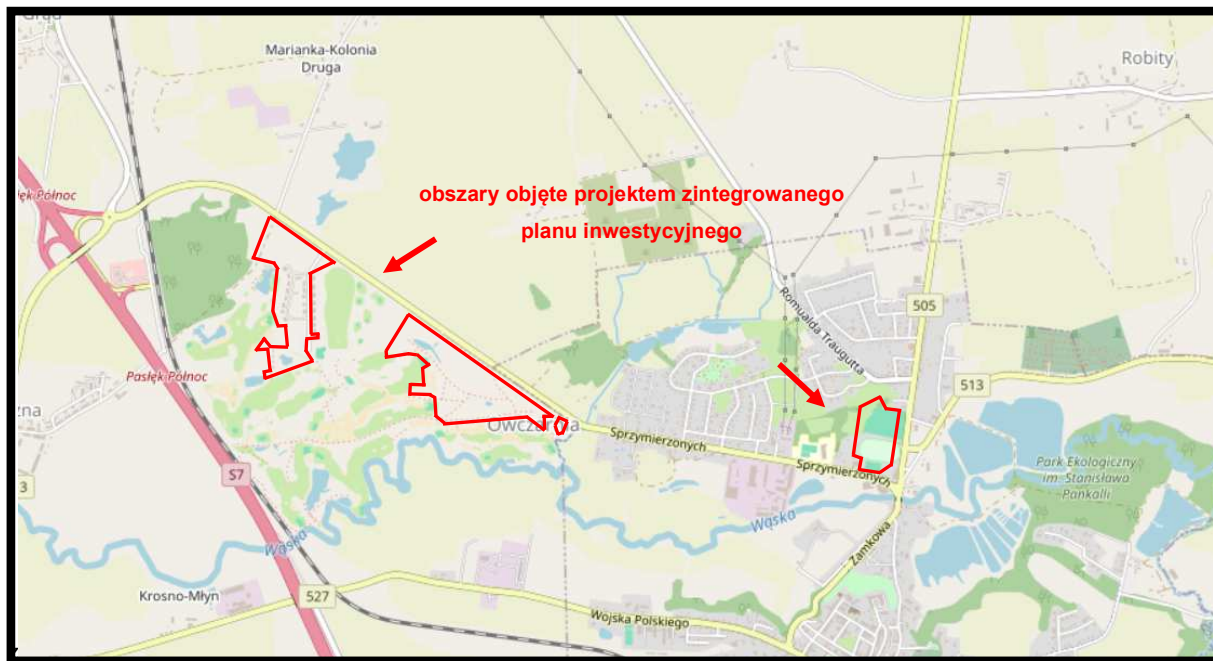 Marianka-Kolonia
Druga
Robity
Pasłęk Północ
obszary objęte projektem zintegrowanego
planu inwestycyjnego
Romualda Traugutta
505
513
Pasłęk Północ
Sprzymierzonych
Sprzymierzonych
Park Ekologiczny
im. Stanisława
Pankalli
S7
3
Wąska
Wąska
Zamkowa
Krosno-Młyn
527
Wojska Polskiego